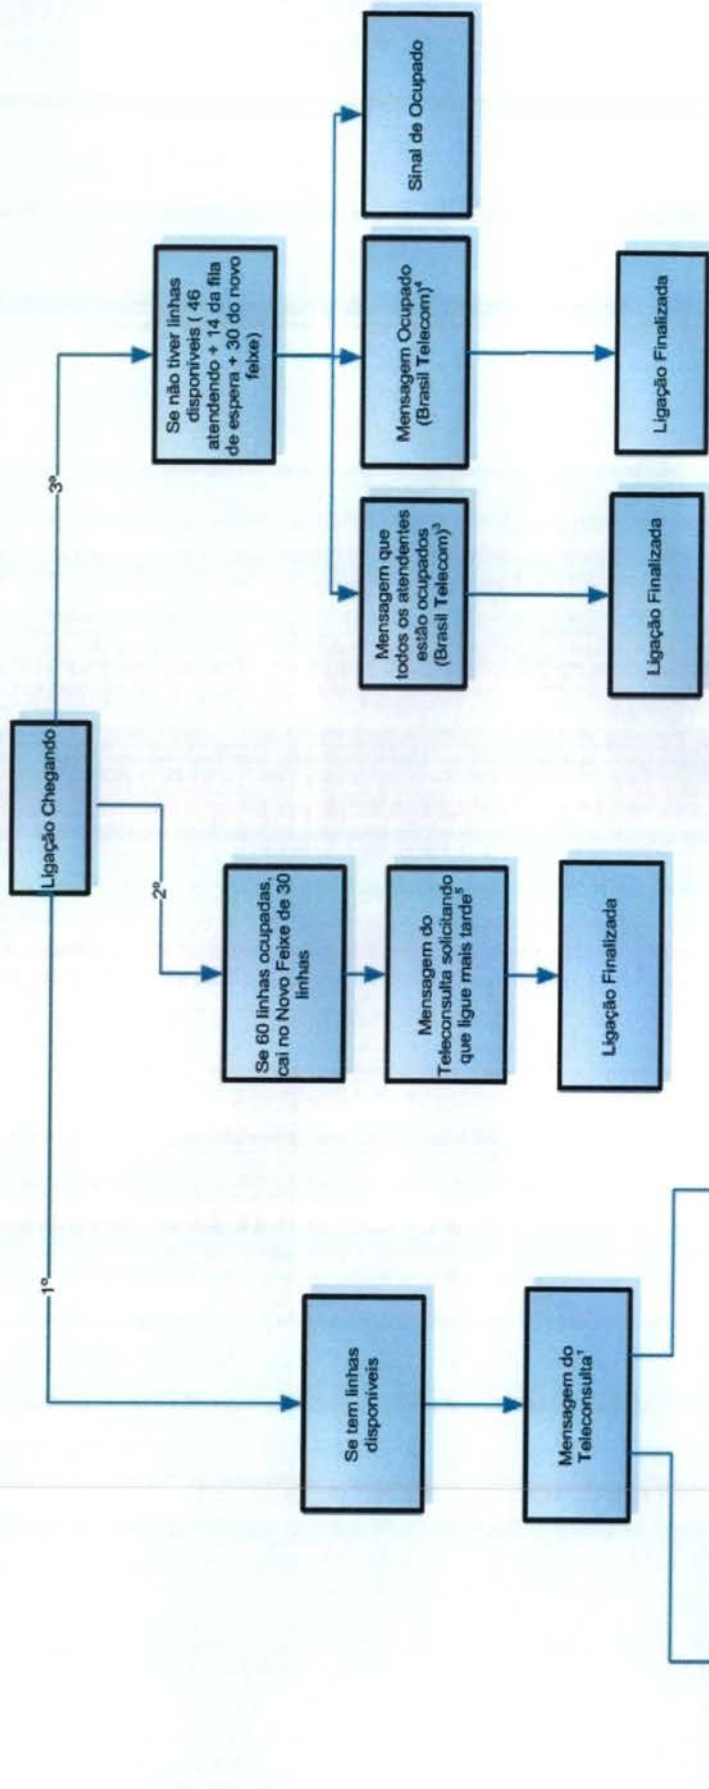 Ligação Chegando
1º
2º
3º
Se tem linhas
disponíveis
Mensagem do
Teleconsulta¹
Se 60 linhas ocupadas,
cai no Novo Feixe de 30
linhas
Mensagem do
Teleconsulta solicitando
que ligue mais tarde⁵
Ligação Finalizada
Se não tiver linhas
disponíveis ( 46
atendendo + 14 da fila
de espera + 30 do novo
feixe)
Mensagem que
todos os atendentes
estão ocupados
(Brasil Telecom)³
Ligação Finalizada
Mensagem Ocupado
(Brasil Telecom)⁴
Ligação Finalizada
Sinal de Ocupado